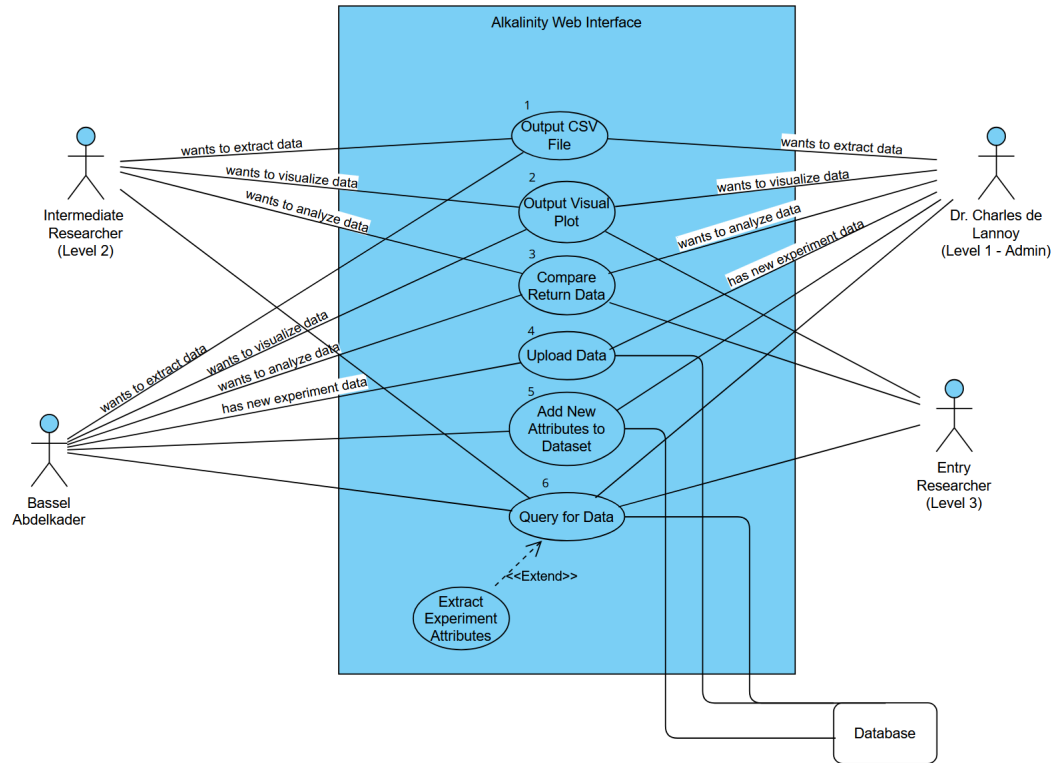 Alkalinity Web Interface
1
Output CSV
File
2
Output Visual
Plot
3
Compare
Return Data
4
Upload Data
5
Add New
Attributes to
Dataset
6
Query for Data
<<Extend>>
Extract
Experiment
Attributes
Intermediate
Researcher
(Level 2)
wants to extract data
wants to visualize data
wants to analyze data
Bassel
Abdelkader
wants to extract data
wants to visualize data
wants to analyze data
has new experiment data
Dr. Charles de
Lannoy
(Level 1 - Admin)
wants to extract data
wants to visualize data
wants to analyze data
has new experiment data
Entry
Researcher
(Level 3)
Database